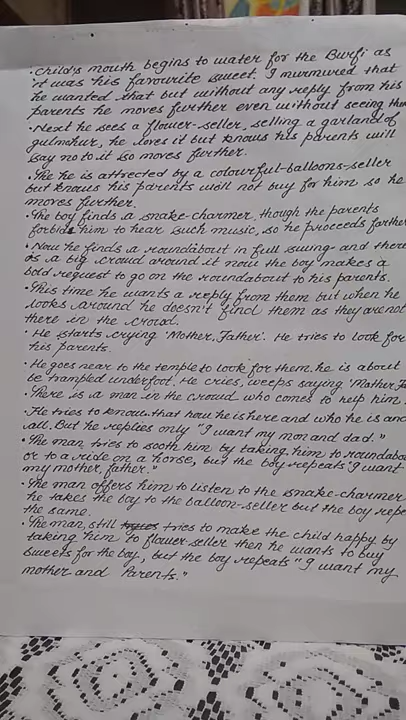 • Child's mouth begins to water for the Burfi as
it was his favourite sweet. I murmured that
he wanted that but without any reply from his
parents he moves further even without seeing them
• Next he sees a flower-seller, selling a garland of
gulmohur, he loves it but knows his parents will
say no to it so moves further.
• The he is attrected by a colourful-balloons-seller
but knows his parents will not buy for him so he
moves further.
• The boy finds a snake-charmer, though the parents
forbids him to hear such music, so he proceeds farther
• Now he finds a roundabout in full swing and there
is a big crowd around it now the boy makes a
bold request to go on the roundabout to his parents.
• This time he wants a reply from them but when he
looks around he doesn't find them as they are not
there in the crowd.
• He starts crying 'Mother, Father'. He tries to look for
his parents.
• He goes near to the temple to look for them. he is about
be trampled underfoot. He cries, weeps saying 'Mather, Fa
• There is a man in the crowd who comes to help him.
• He tries to know that how he is here and who he is and
all. But he replies only "I want my mon and dad."
• The man tries to sooth him by taking him to roundabou
or to a ride on a horse, but the boy repeats "I want
my mother, father."
• The man offers him to listen to the snake-charmer
he takes the boy to the balloon-seller but the boy repe
the same.
• The man, still tries to make the child happy by
taking him to flower-seller then he wants to buy
sweets for the boy, but the boy repeats "I want my
mother and Parents."